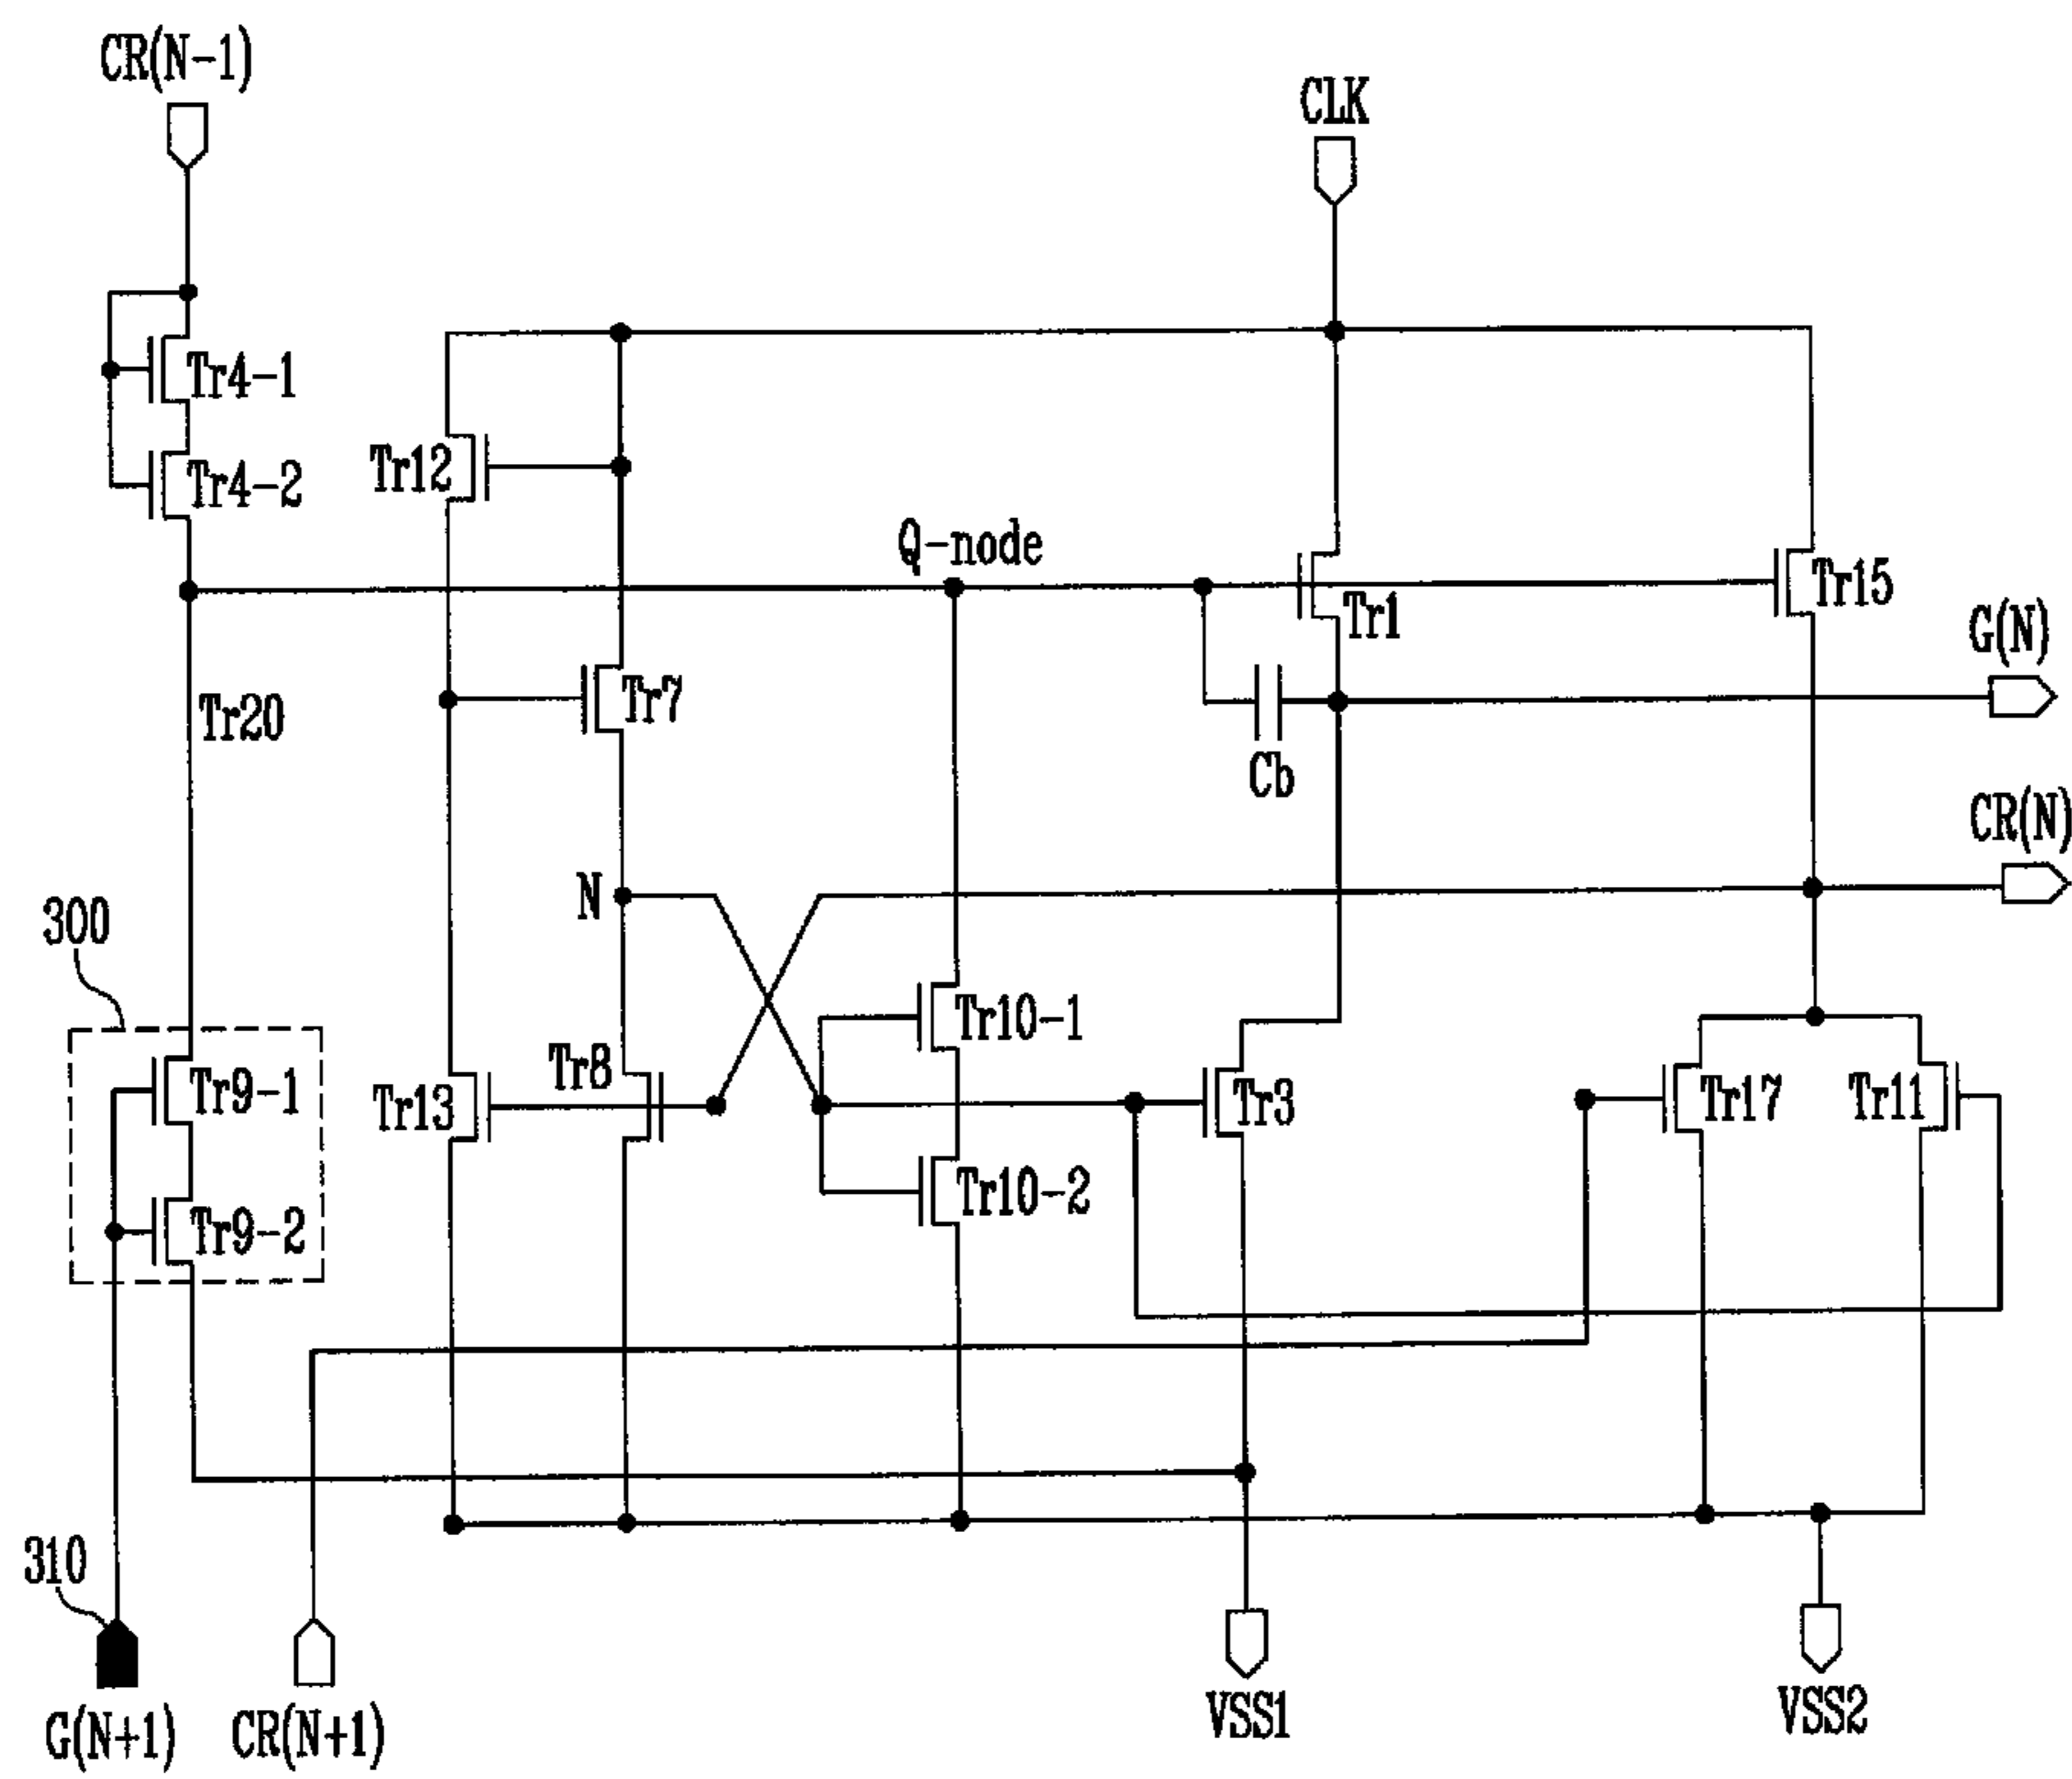 CR(N-1)
CLK
Tr4-1
Tr12
Tr4-2
Q-node
Tr1
Tr15
G(N)
Tr20
Tr7
Cb
CR(N)
N
300
Tr10-1
Tr9-1
Tr13
Tr8
Tr3
Tr17
Tr11
Tr9-2
Tr10-2
310
G(N+1)
CR(N+1)
VSS1
VSS2